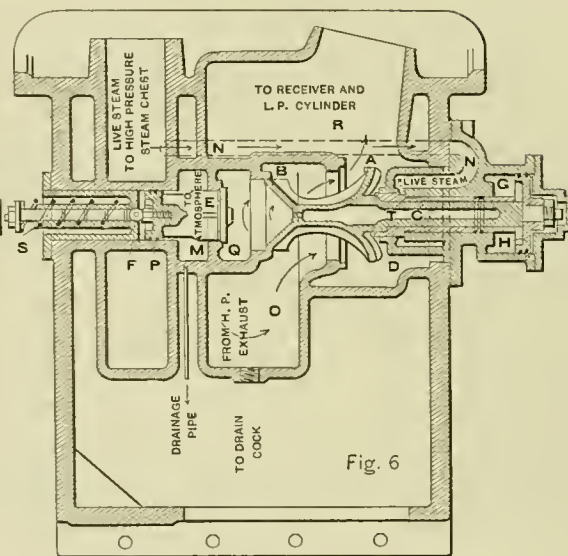 LIVE STEAM
TO HIGH PRESSURE
STEAM CHEST
TO RECEIVER AND
L.P. CYLINDER
R
N
A
N
B
LIVE STEAM
G
TO
ATMOSPHERE
E
T
C
S
F
P
M
Q
D
H
O
FROM H.P.
EXHAUST
DRAINAGE
PIPE
TO DRAIN
COCK
Fig. 6